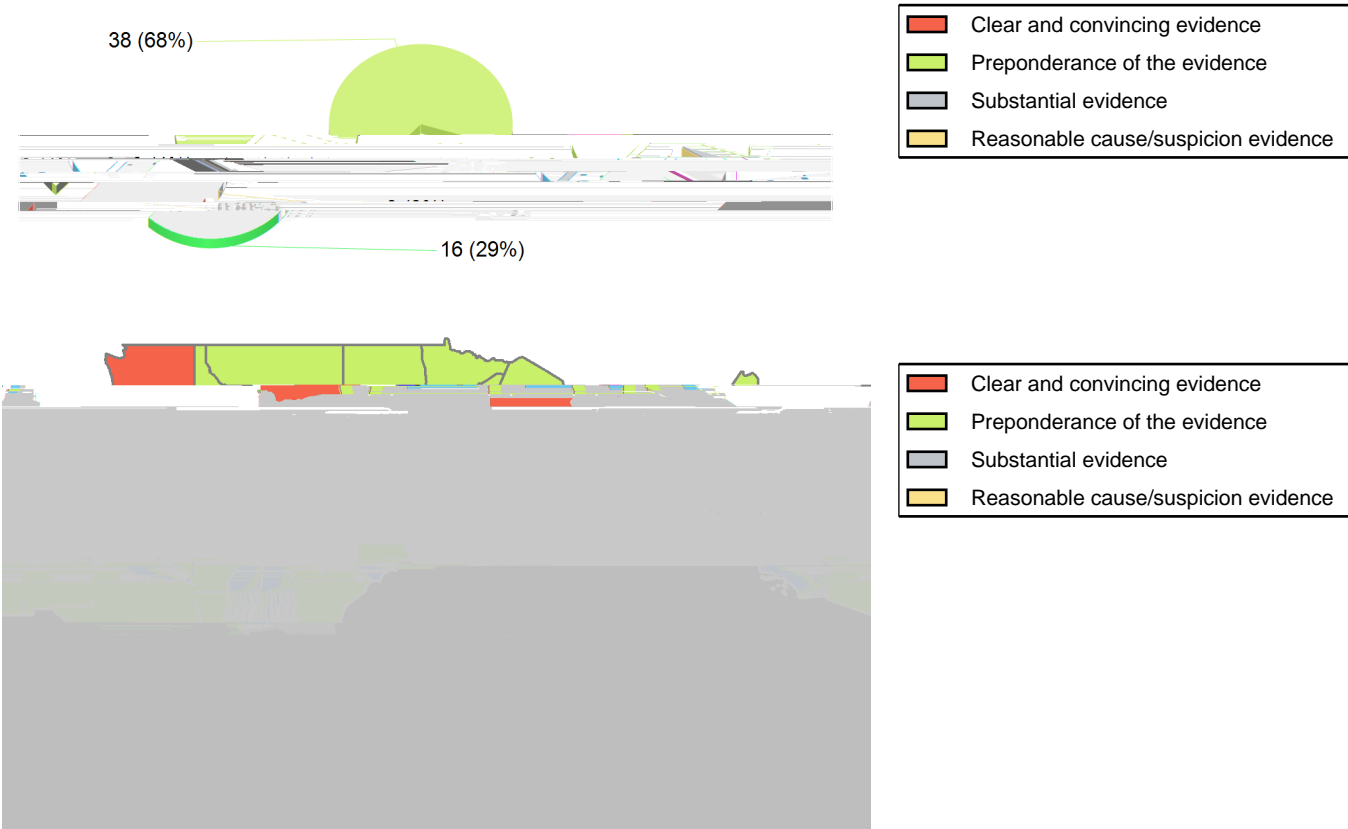 38 (68%)
16 (29%)
Clear and convincing evidence
Preponderance of the evidence
Substantial evidence
Reasonable cause/suspicion evidence
Clear and convincing evidence
Preponderance of the evidence
Substantial evidence
Reasonable cause/suspicion evidence